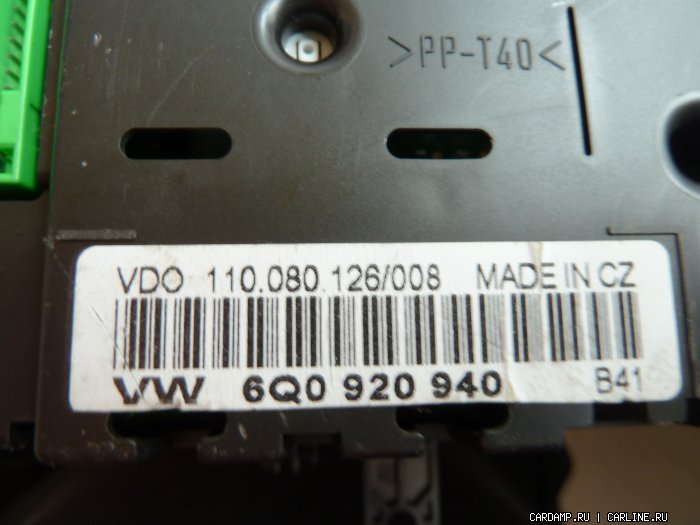 >PP-T40<
VDO 110.080.126/008 MADE IN CZ
VW 6Q0 920 940 B41
CARDAMP.RU | CARLINE.RU